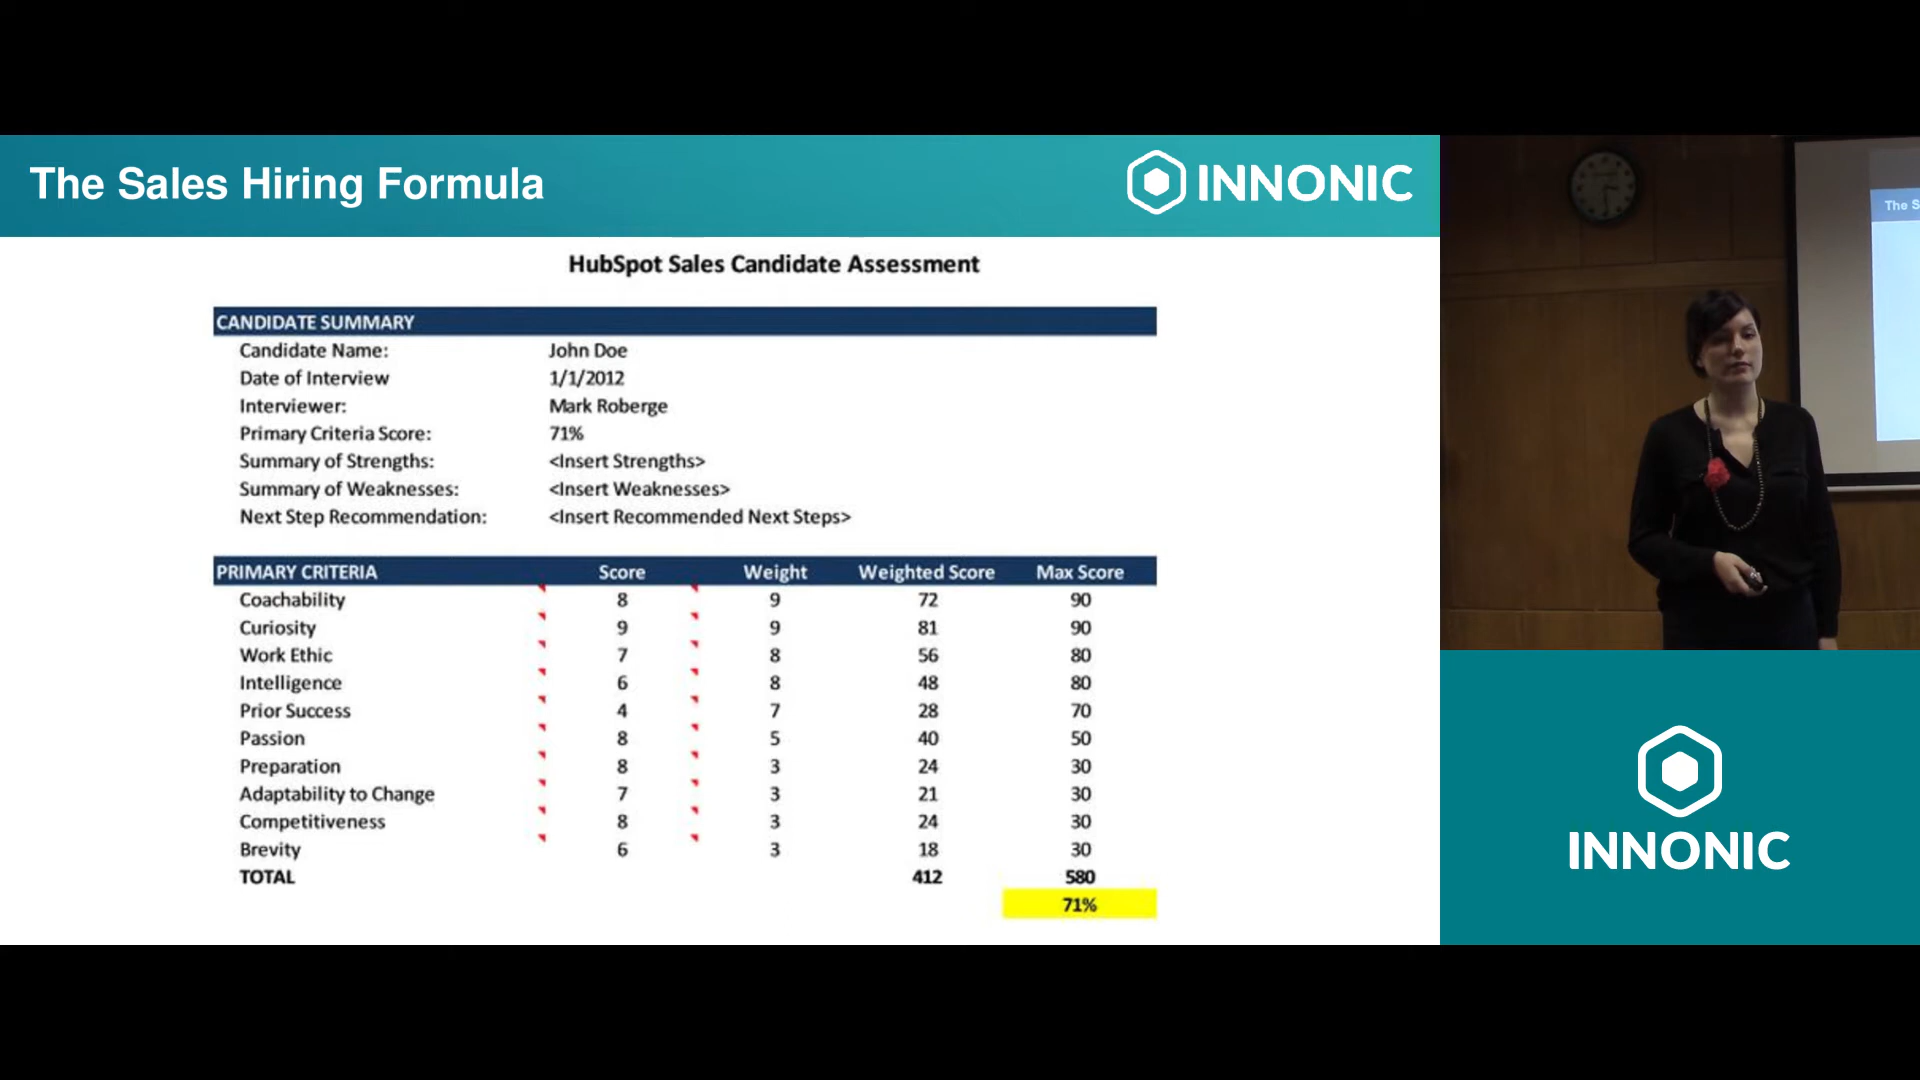 The Sales Hiring Formula
INNONIC
HubSpot Sales Candidate Assessment
CANDIDATE SUMMARY
Candidate Name: John Doe
Date of Interview 1/1/2012
Interviewer: Mark Roberge
Primary Criteria Score: 71%
Summary of Strengths: <Insert Strengths>
Summary of Weaknesses: <Insert Weaknesses>
Next Step Recommendation: <Insert Recommended Next Steps>
PRIMARY CRITERIA Score Weight Weighted Score Max Score
Coachability 8 9 72 90
Curiosity 9 9 81 90
Work Ethic 7 8 56 80
Intelligence 6 8 48 80
Prior Success 4 7 28 70
Passion 8 5 40 50
Preparation 8 3 24 30
Adaptability to Change 7 3 21 30
Competitiveness 8 3 24 30
Brevity 6 3 18 30
TOTAL 412 580
71%
The S
INNONIC